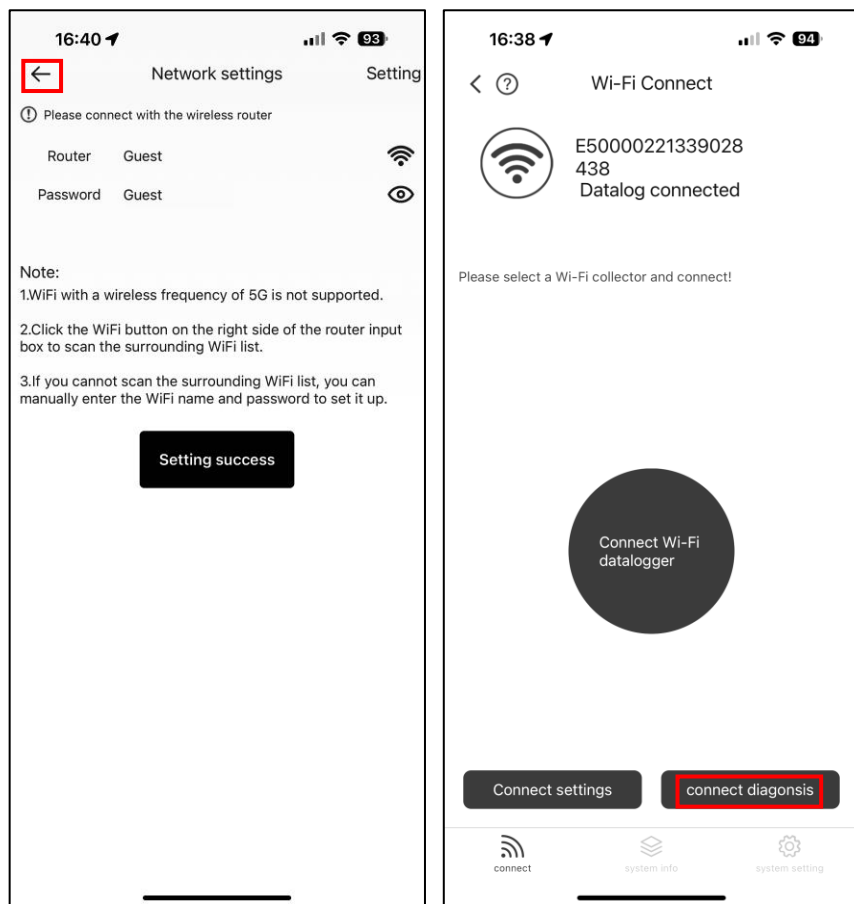 16:40
93
Network settings
Setting
Please connect with the wireless router
Router Guest
Password Guest
Note:
1.WiFi with a wireless frequency of 5G is not supported.
2.Click the WiFi button on the right side of the router input
box to scan the surrounding WiFi list.
3.If you cannot scan the surrounding WiFi list, you can
manually enter the WiFi name and password to set it up.
Setting success
16:38
94
Wi-Fi Connect
E50000221339028
438
Datalog connected
Please select a Wi-Fi collector and connect!
Connect Wi-Fi
datalogger
Connect settings
connect diagonsis
connect
system info
system setting